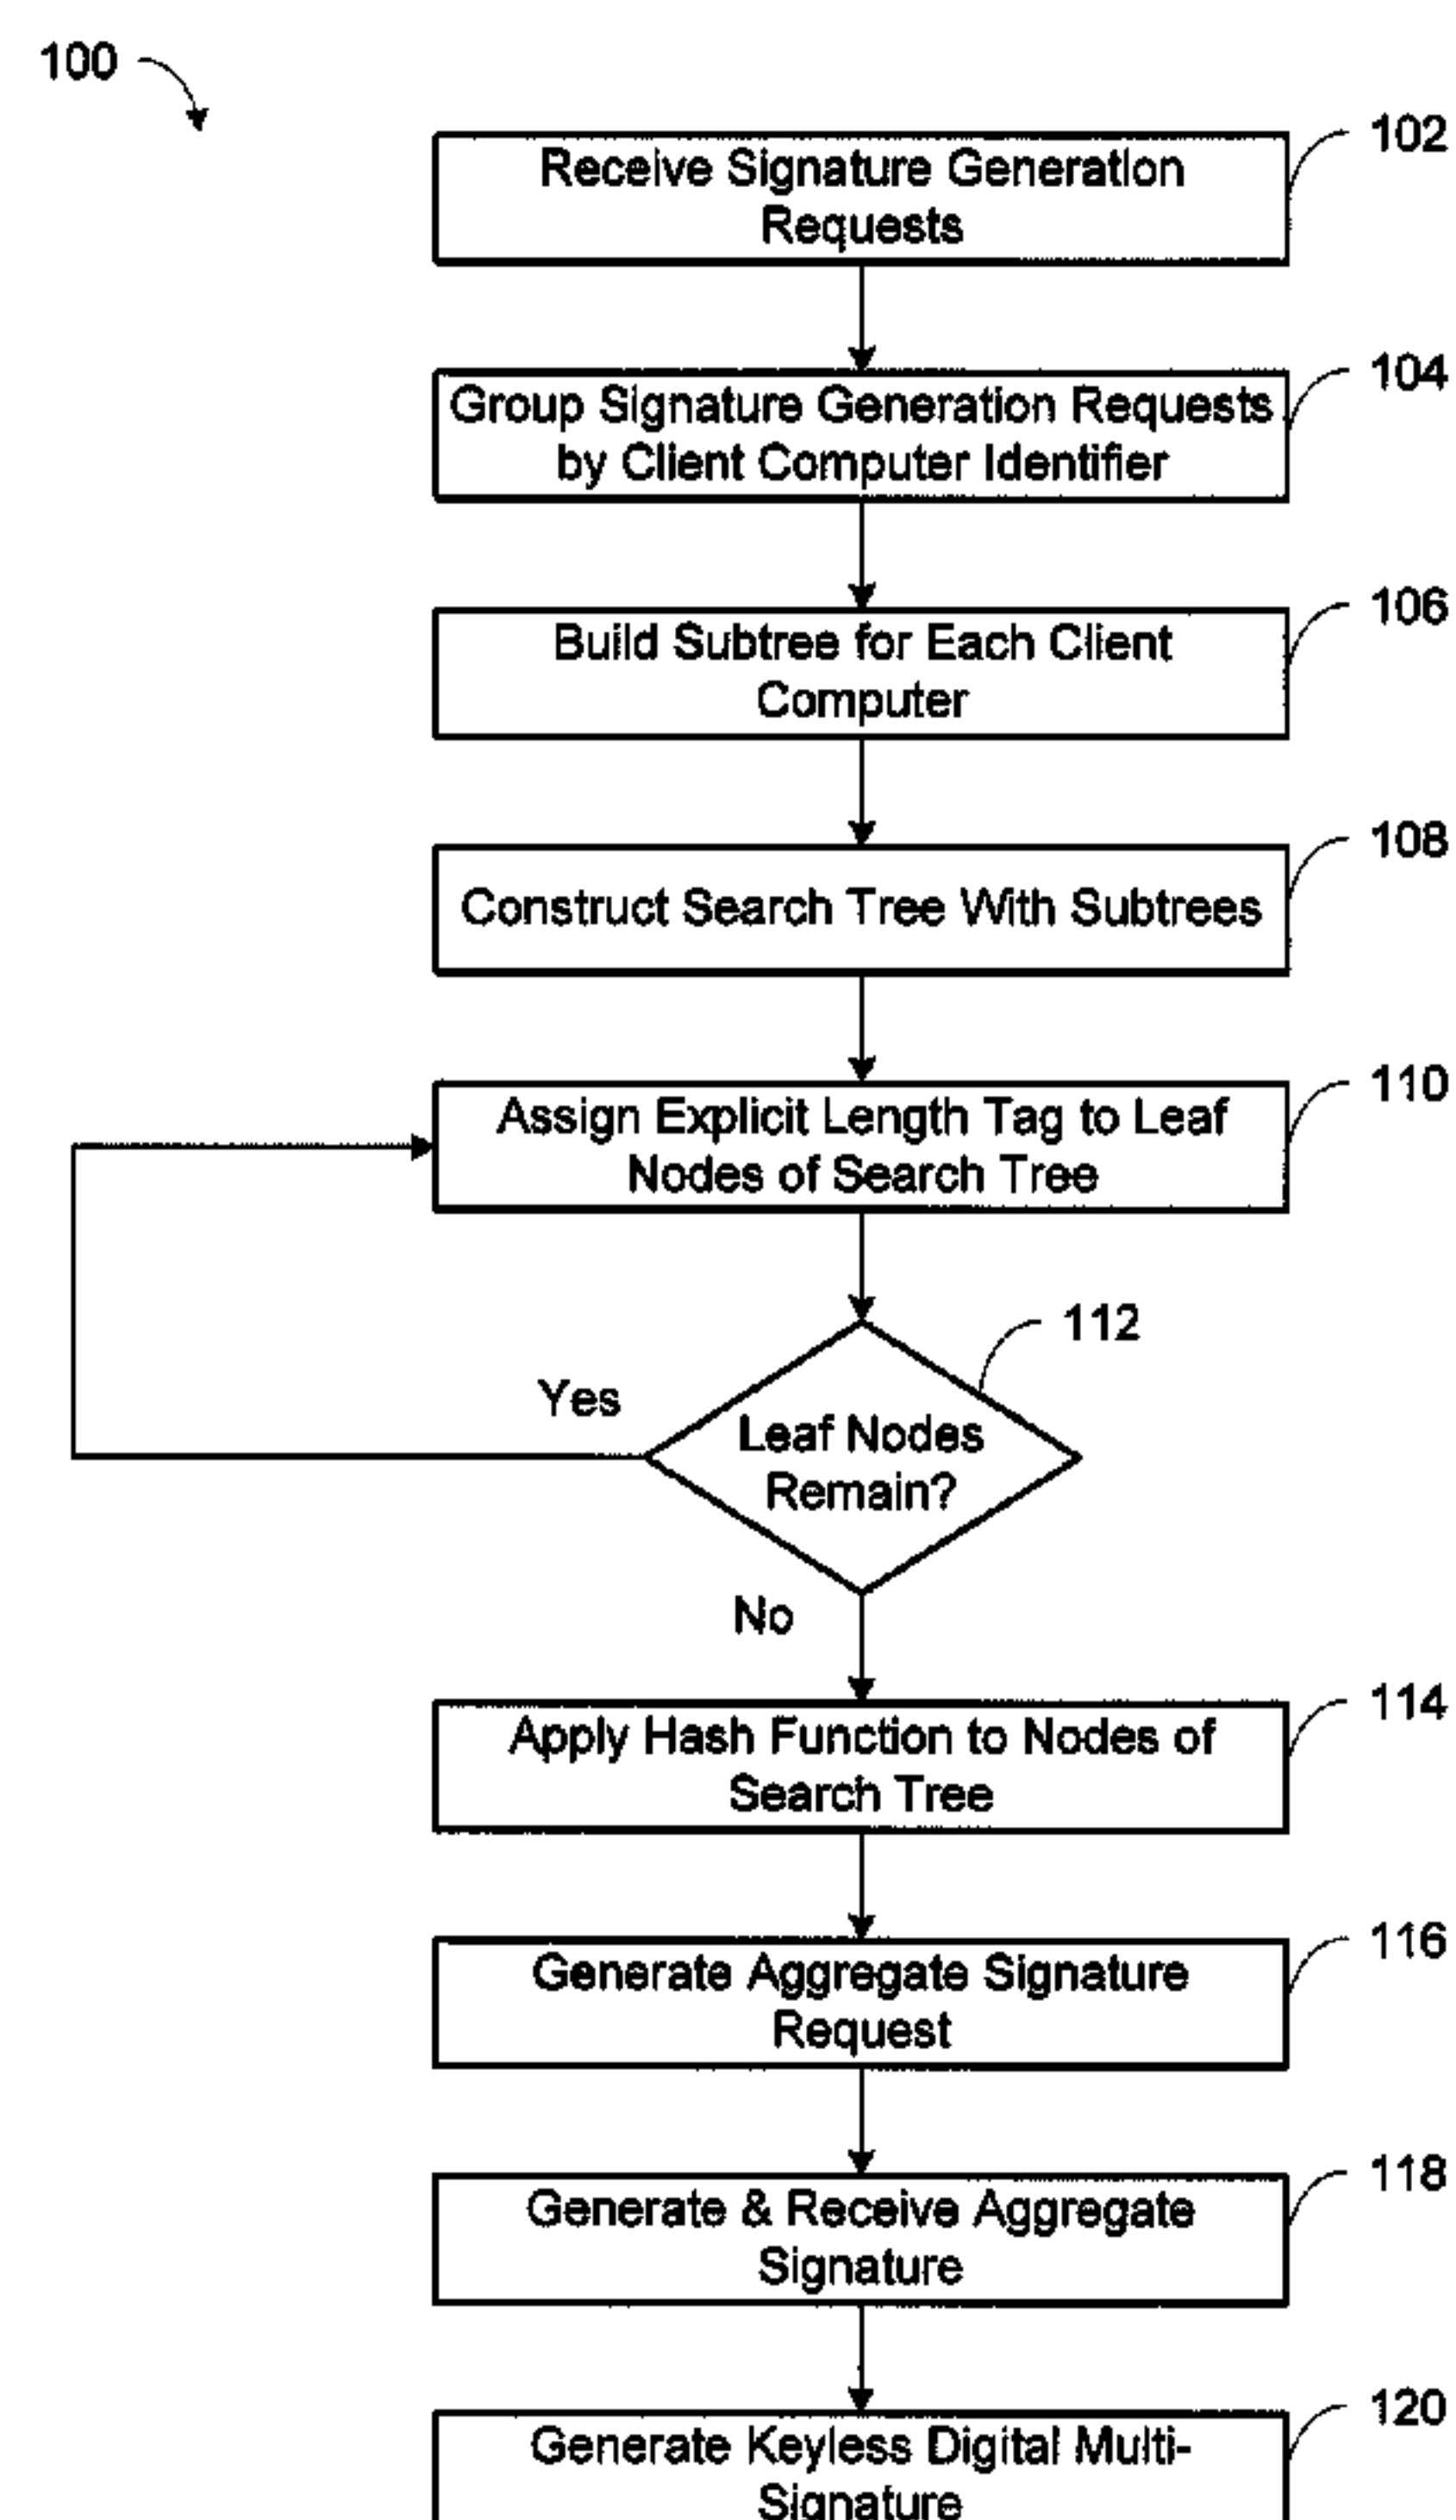 100
102
Receive Signature Generation
Requests
104
Group Signature Generation Requests
by Client Computer Identifier
106
Build Subtree for Each Client
Computer
108
Construct Search Tree With Subtrees
110
Assign Explicit Length Tag to Leaf
Nodes of Search Tree
112
Yes
Leaf Nodes
Remain?
No
114
Apply Hash Function to Nodes of
Search Tree
116
Generate Aggregate Signature
Request
118
Generate & Receive Aggregate
Signature
120
Generate Keyless Digital Multi-
Signature